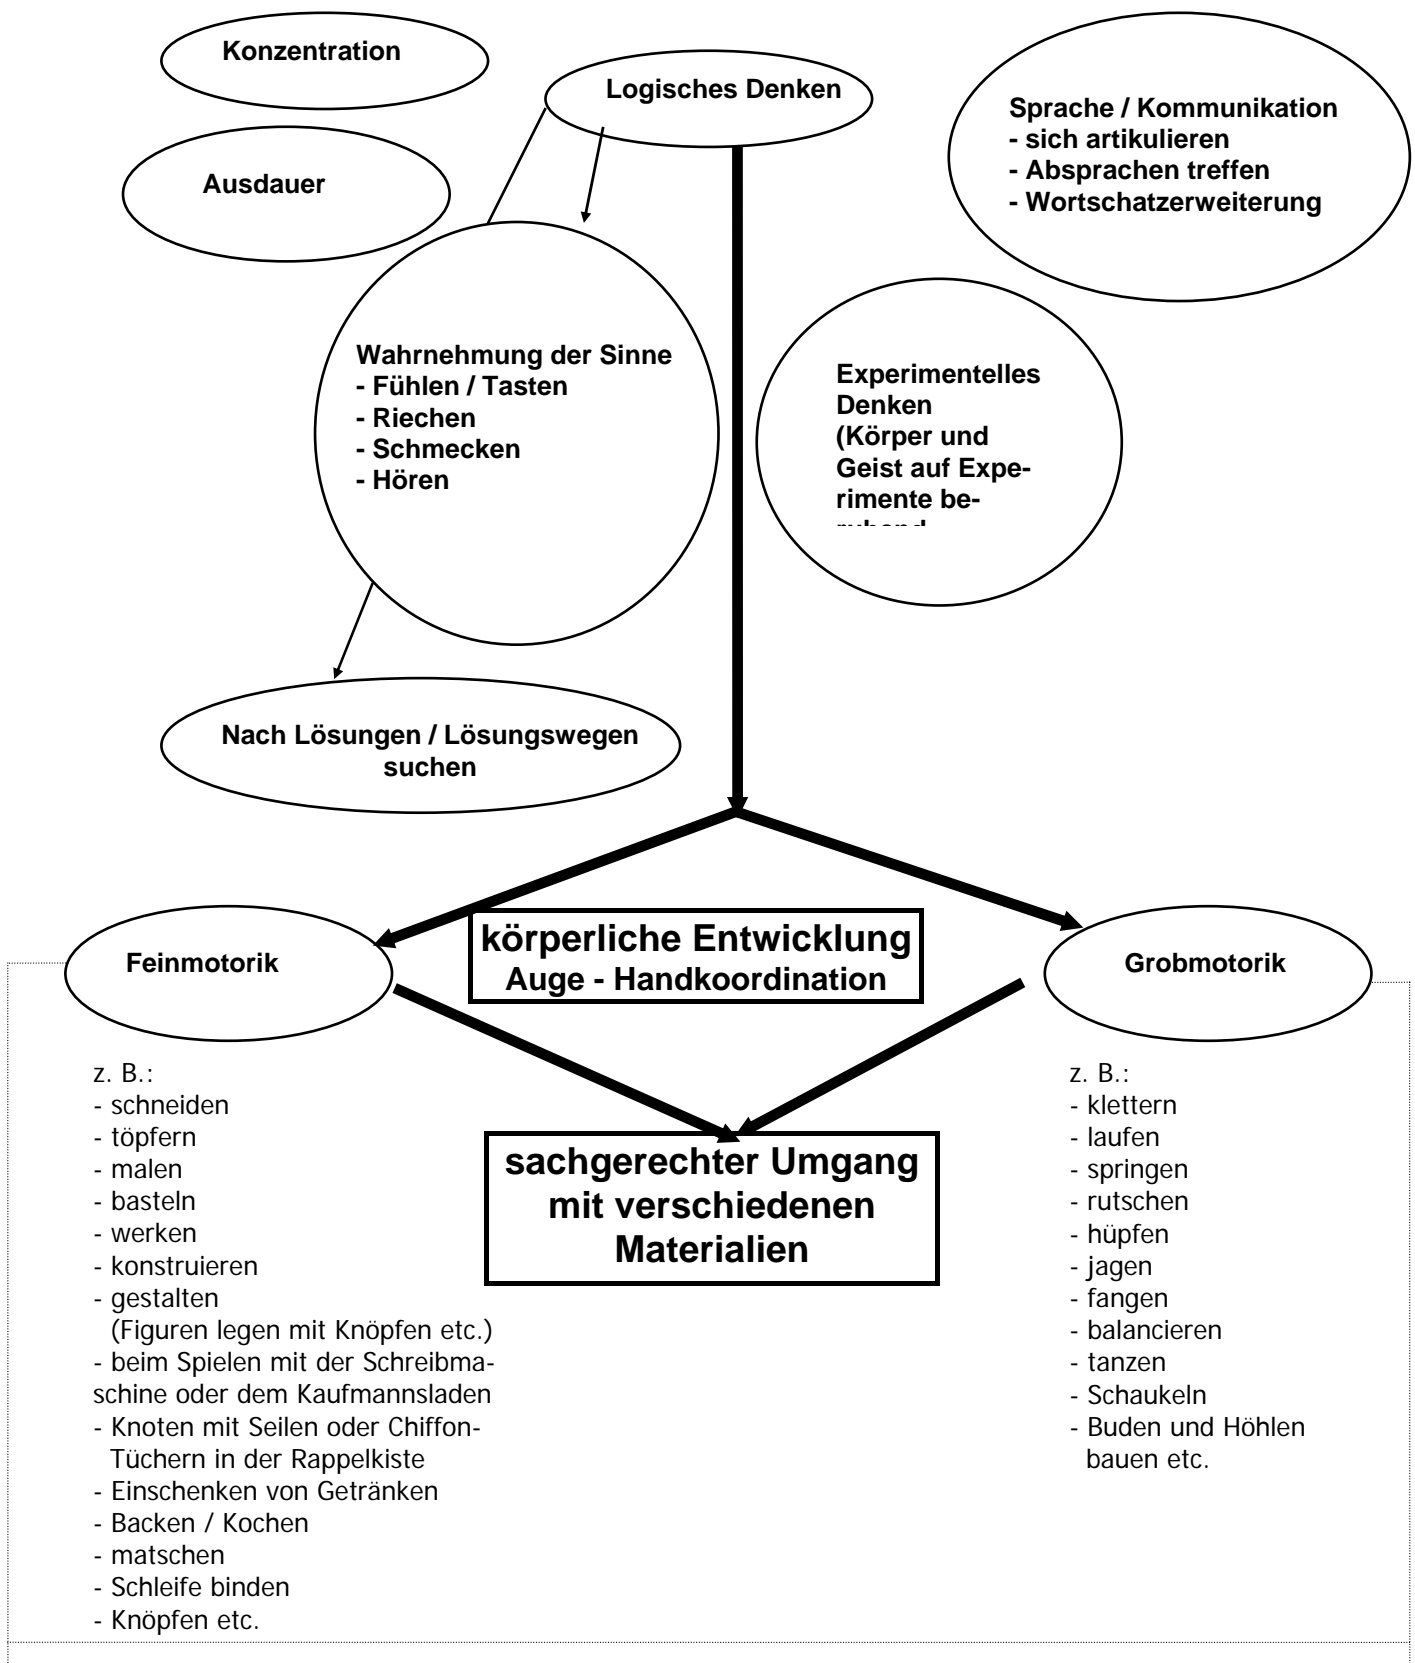 Konzentration
Logisches Denken
Sprache / Kommunikation
- sich artikulieren
- Absprachen treffen
- Wortschatzerweiterung
Ausdauer
Wahrnehmung der Sinne
- Fühlen / Tasten
- Riechen
- Schmecken
- Hören
Experimentelles
Denken
(Körper und
Geist auf Expe-
rimente be-
Nach Lösungen / Lösungswegen
suchen
körperliche Entwicklung
Auge - Handkoordination
Feinmotorik
Grobmotorik
z. B.:
- schneiden
- töpfern
- malen
- basteln
- werken
- konstruieren
- gestalten
(Figuren legen mit Knöpfen etc.)
- beim Spielen mit der Schreibma-
schine oder dem Kaufmannsladen
- Knoten mit Seilen oder Chiffon-
Tüchern in der Rappelkiste
- Einschenken von Getränken
- Backen / Kochen
- matschen
- Schleife binden
- Knöpfen etc.
sachgerechter Umgang
mit verschiedenen
Materialien
z. B.:
- klettern
- laufen
- springen
- rutschen
- hüpfen
- jagen
- fangen
- balancieren
- tanzen
- Schaukeln
- Buden und Höhlen
bauen etc.